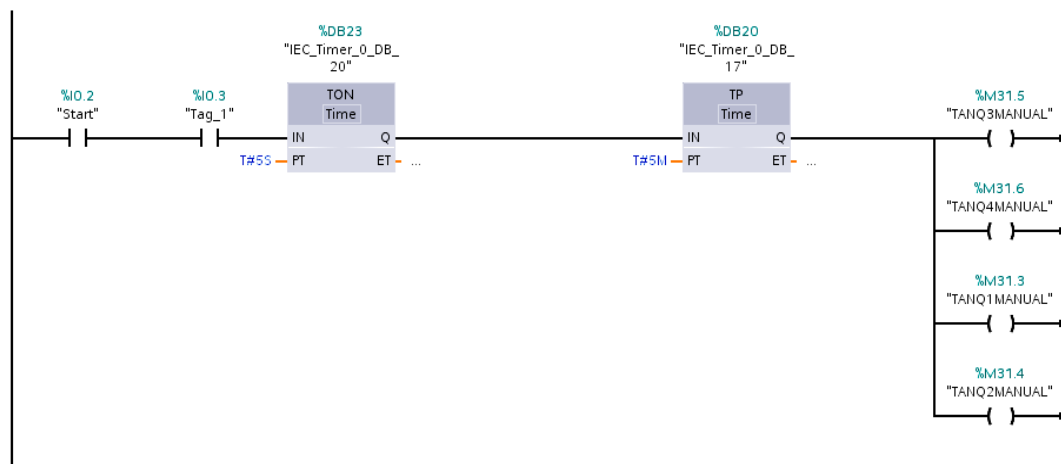 %DB23
"IEC_Timer_0_DB_
20"
%DB20
"IEC_Timer_0_DB_
17"
%I0.2
"Start"
%I0.3
"Tag_1"
TON
Time
TP
Time
%M31.5
"TANQ3MANUAL"
IN Q
IN Q
T#5S PT ET ...
T#5M PT ET ...
%M31.6
"TANQ4MANUAL"
%M31.3
"TANQ1MANUAL"
%M31.4
"TANQ2MANUAL"